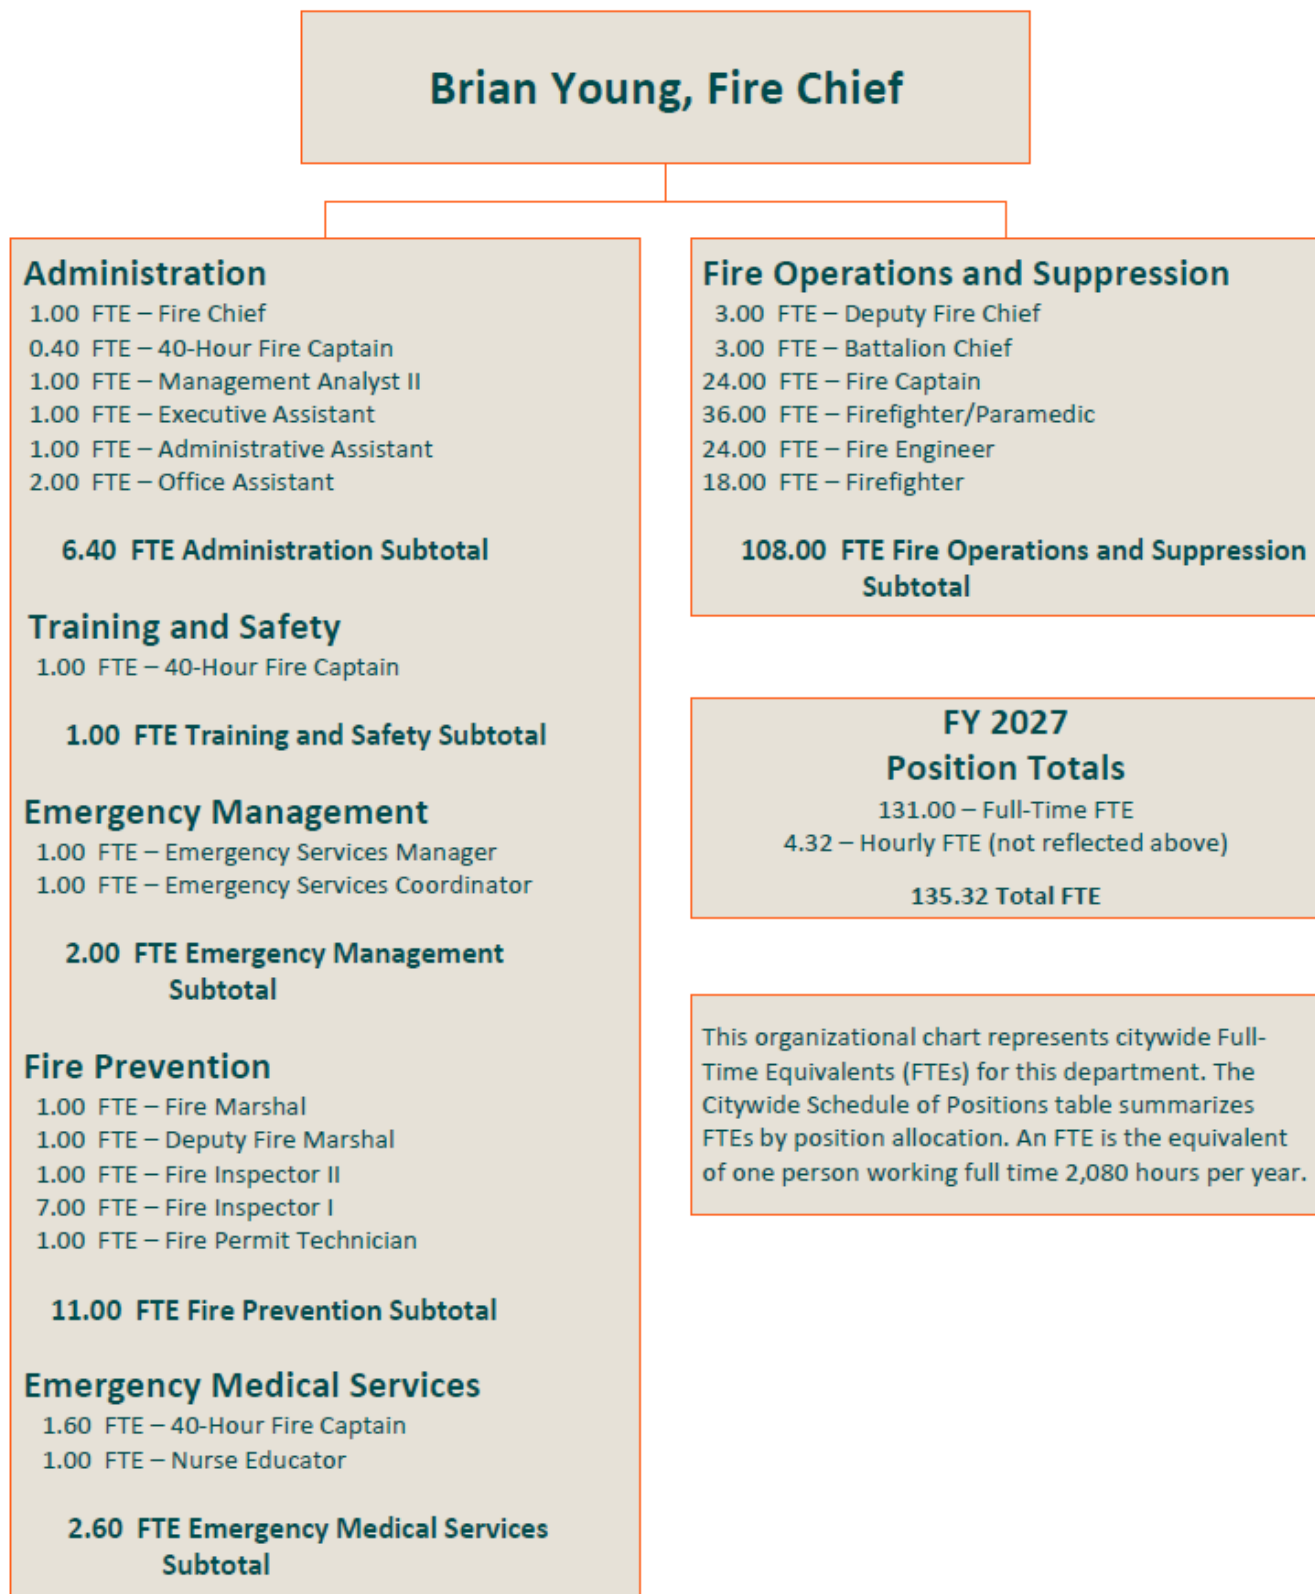 Brian Young, Fire Chief
Administration
1.00 FTE – Fire Chief
0.40 FTE – 40-Hour Fire Captain
1.00 FTE – Management Analyst II
1.00 FTE – Executive Assistant
1.00 FTE – Administrative Assistant
2.00 FTE – Office Assistant
6.40 FTE Administration Subtotal
Training and Safety
1.00 FTE – 40-Hour Fire Captain
1.00 FTE Training and Safety Subtotal
Emergency Management
1.00 FTE – Emergency Services Manager
1.00 FTE – Emergency Services Coordinator
2.00 FTE Emergency Management
Subtotal
Fire Prevention
1.00 FTE – Fire Marshal
1.00 FTE – Deputy Fire Marshal
1.00 FTE – Fire Inspector II
7.00 FTE – Fire Inspector I
1.00 FTE – Fire Permit Technician
11.00 FTE Fire Prevention Subtotal
Emergency Medical Services
1.60 FTE – 40-Hour Fire Captain
1.00 FTE – Nurse Educator
2.60 FTE Emergency Medical Services
Subtotal
Fire Operations and Suppression
3.00 FTE – Deputy Fire Chief
3.00 FTE – Battalion Chief
24.00 FTE – Fire Captain
36.00 FTE – Firefighter/Paramedic
24.00 FTE – Fire Engineer
18.00 FTE – Firefighter
108.00 FTE Fire Operations and Suppression
Subtotal
FY 2027
Position Totals
131.00 – Full-Time FTE
4.32 – Hourly FTE (not reflected above)
135.32 Total FTE
This organizational chart represents citywide Full-
Time Equivalents (FTEs) for this department. The
Citywide Schedule of Positions table summarizes
FTEs by position allocation. An FTE is the equivalent
of one person working full time 2,080 hours per year.